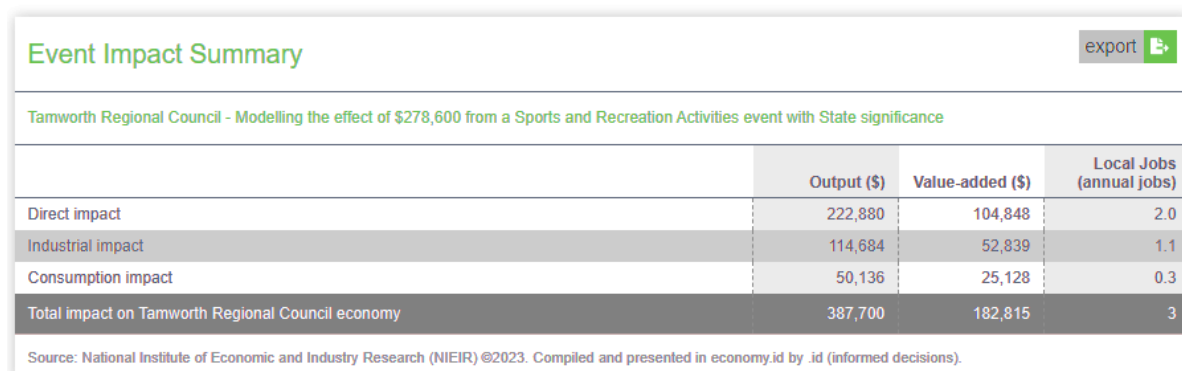 Event Impact Summary
export
Tamworth Regional Council - Modelling the effect of $278,600 from a Sports and Recreation Activities event with State significance
Output ($) Value-added ($) Local Jobs (annual jobs)
Direct impact 222,880 104,848 2.0
Industrial impact 114,684 52,839 1.1
Consumption impact 50,136 25,128 0.3
Total impact on Tamworth Regional Council economy 387,700 182,815 3
Source: National Institute of Economic and Industry Research (NIEIR) ©2023. Compiled and presented in economy.id by .id (informed decisions).